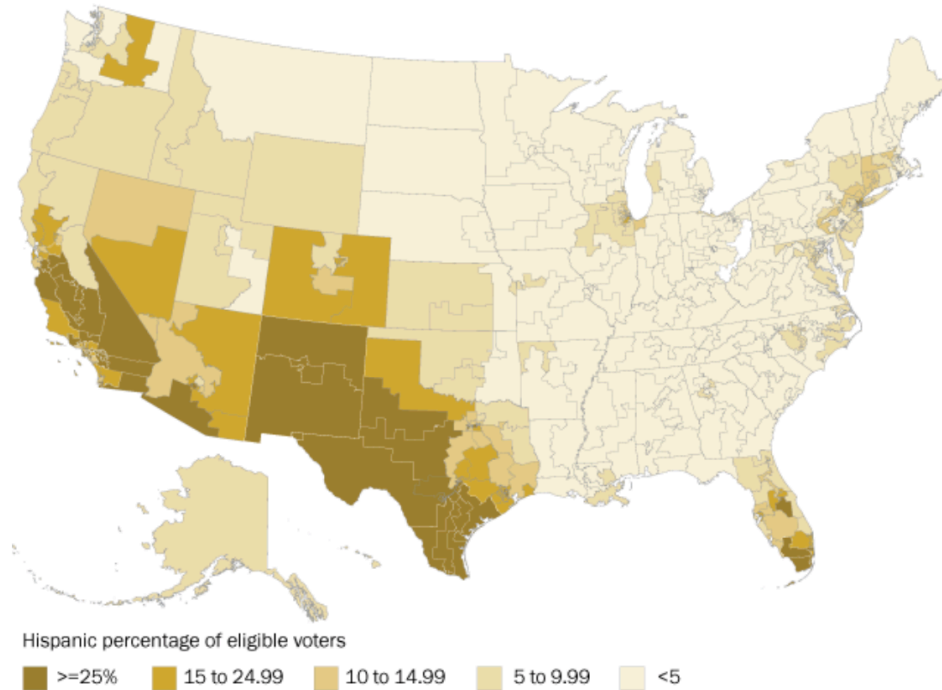 Hispanic percentage of eligible voters
>=25% 15 to 24.99 10 to 14.99 5 to 9.99 <5